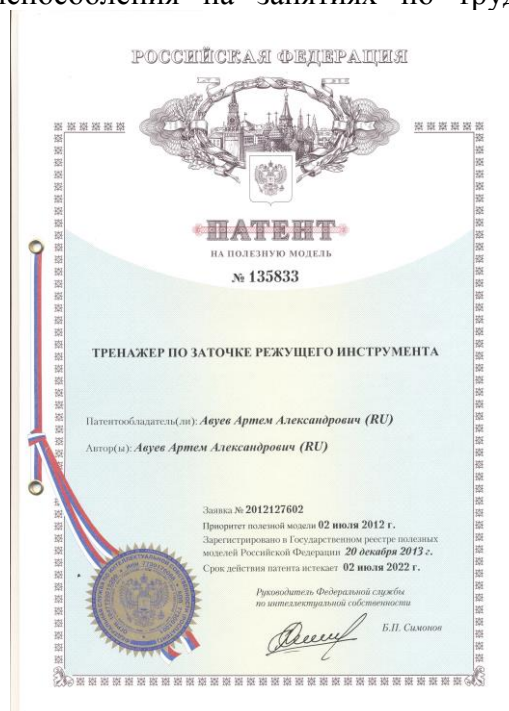 на занятиях по труд
РОССИЙСКАЯ ФЕДЕРАЦИЯ
ПАТЕНТ
НА ПОЛЕЗНУЮ МОДЕЛЬ
№ 135833
ТРЕНАЖЕР ПО ЗАТОЧКЕ РЕЖУЩЕГО ИНСТРУМЕНТА
Патентообладатель(ли): Авуев Артем Александрович (RU)
Автор(ы): Авуев Артем Александрович (RU)
Заявка № 2012127602
Приоритет полезной модели 02 июля 2012 г.
Зарегистрировано в Государственном реестре полезных
моделей Российской Федерации 20 декабря 2013 г.
Срок действия патента истекает 02 июля 2022 г.
Руководитель Федеральной службы
по интеллектуальной собственности
Б.П. Симонов